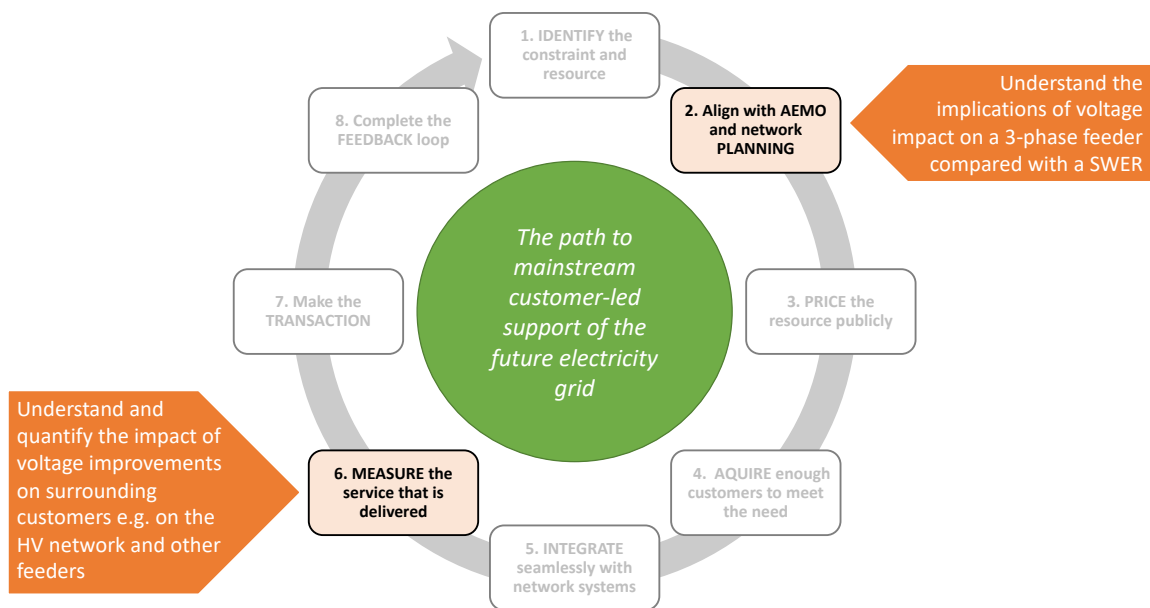 1. IDENTIFY the
constraint and
resource
2. Align with AEMO
and network
PLANNING
Understand the
implications of voltage
impact on a 3-phase feeder
compared with a SWER
3. PRICE the
resource publicly
4.  AQUIRE enough
customers to meet
the need
5. INTEGRATE
seamlessly with
network systems
6. MEASURE the
service that is
delivered
Understand and
quantify the impact of
voltage improvements
on surrounding
customers e.g. on the
HV network and other
feeders
7. Make the
TRANSACTION
8. Complete the
FEEDBACK loop
The path to
mainstream
customer-led
support of the
future electricity
grid